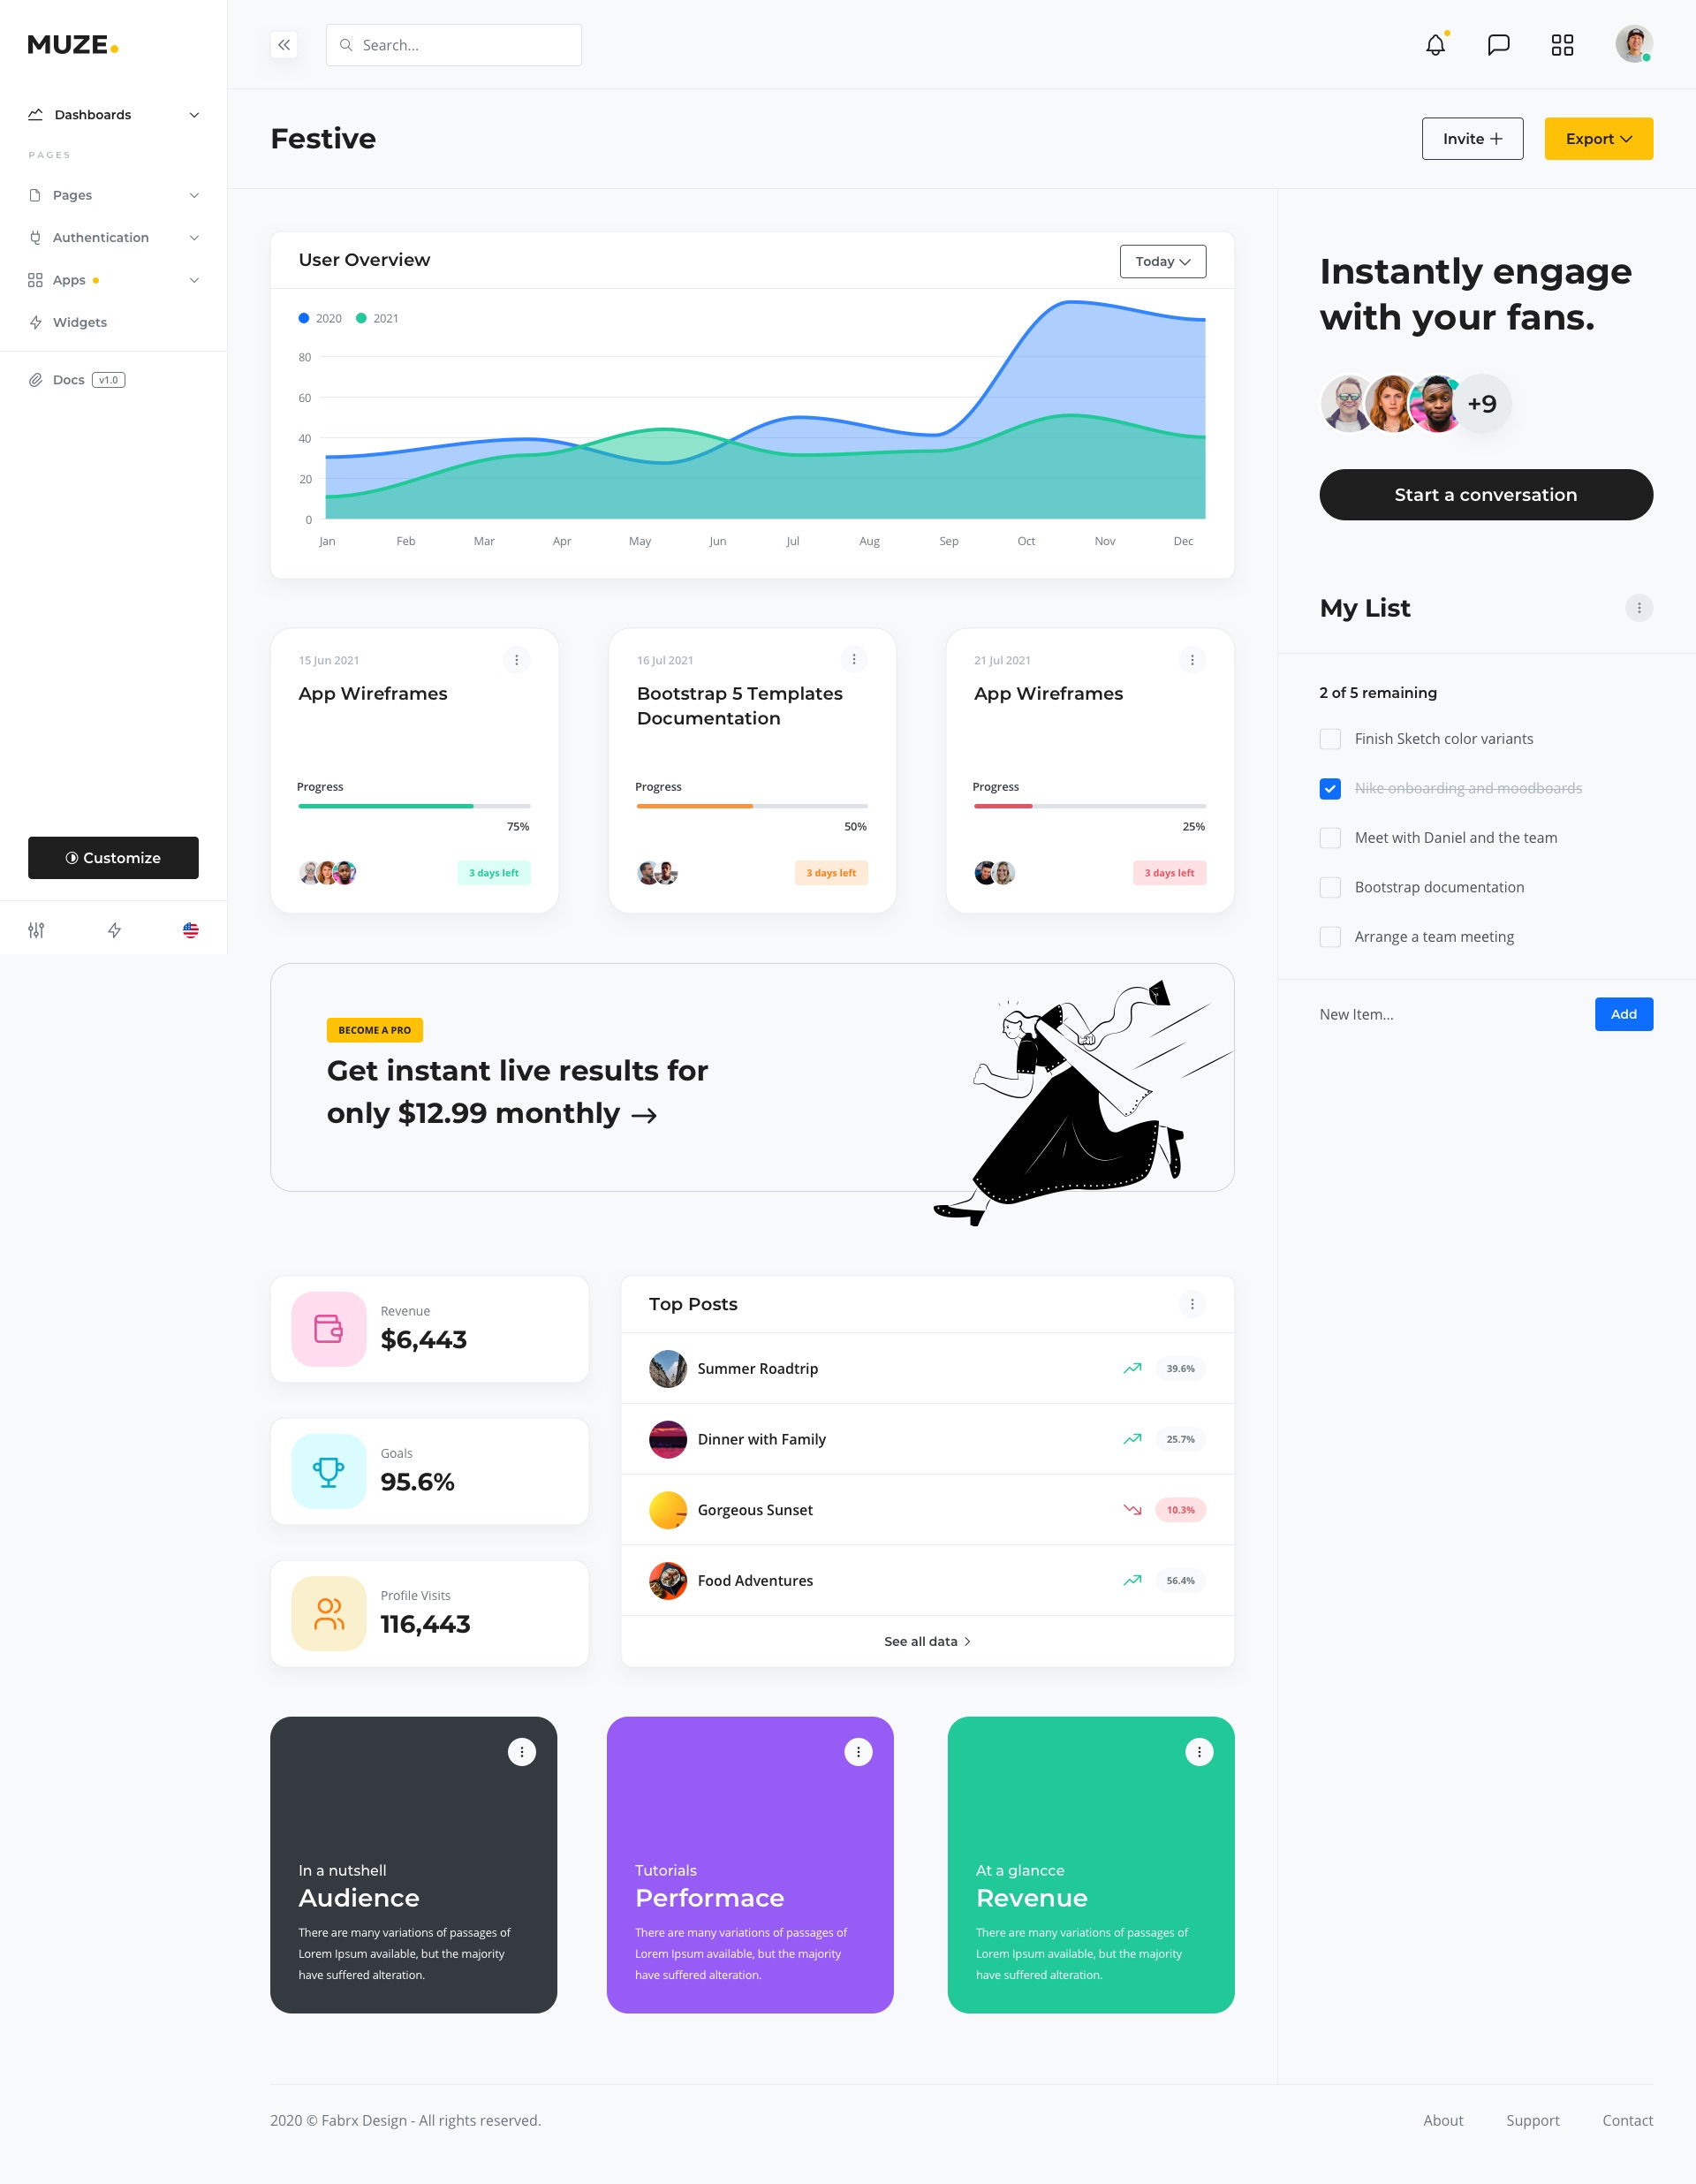 MUZE.
Dashboards
PAGES
Pages
Authentication
Apps
Widgets
Docs v1.0
Customize
Search...
Festive
Invite
Export
User Overview
Today
2020 2021
80
60
40
20
0
Jan Feb Mar Apr May Jun Jul Aug Sep Oct Nov Dec
15 Jun 2021
App Wireframes
Progress
75%
3 days left
16 Jul 2021
Bootstrap 5 Templates
Documentation
Progress
50%
3 days left
21 Jul 2021
App Wireframes
Progress
25%
3 days left
BECOME A PRO
Get instant live results for
only $12.99 monthly →
Revenue
$6,443
Goals
95.6%
Profile Visits
116,443
Top Posts
Summer Roadtrip 39.6%
Dinner with Family 25.7%
Gorgeous Sunset 10.3%
Food Adventures 56.4%
See all data >
In a nutshell
Audience
There are many variations of passages of
Lorem Ipsum available, but the majority
have suffered alteration.
Tutorials
Performace
There are many variations of passages of
Lorem Ipsum available, but the majority
have suffered alteration.
At a glancce
Revenue
There are many variations of passages of
Lorem Ipsum available, but the majority
have suffered alteration.
Instantly engage
with your fans.
+9
Start a conversation
My List
2 of 5 remaining
Finish Sketch color variants
Nike onboarding and moodboards
Meet with Daniel and the team
Bootstrap documentation
Arrange a team meeting
New Item...
Add
2020 © Fabrx Design - All rights reserved.
About Support Contact